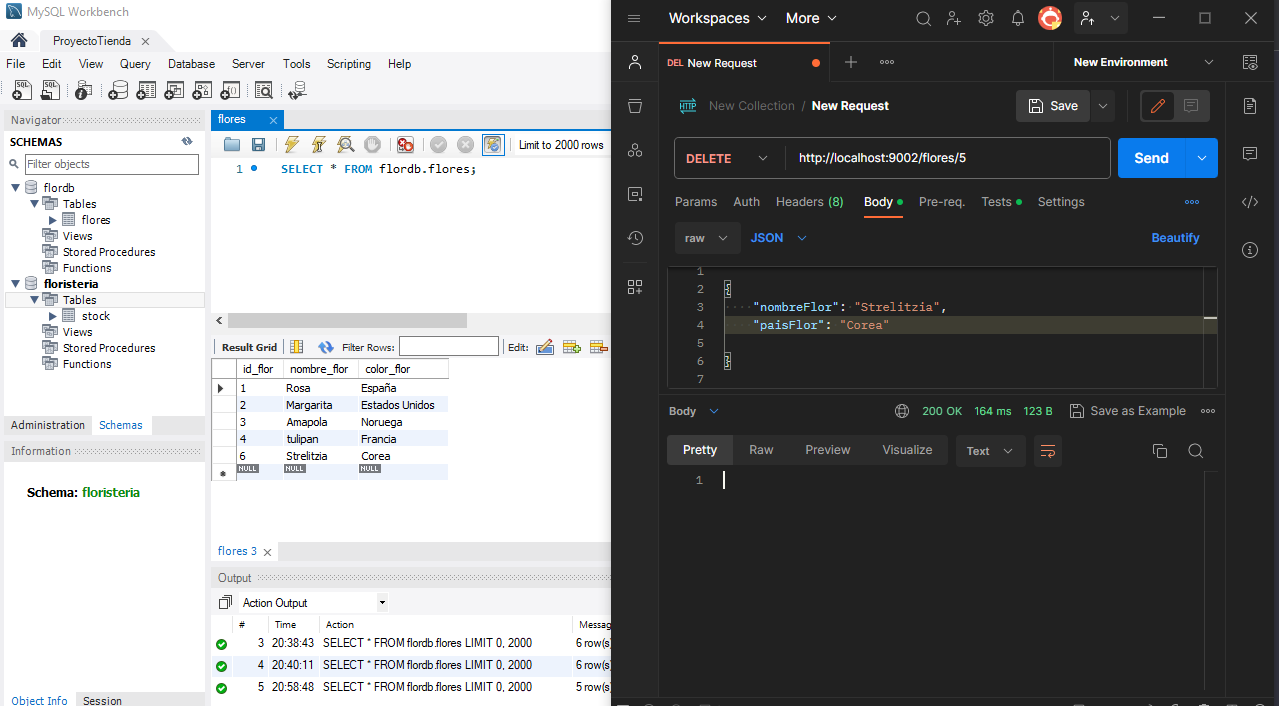 MySQL Workbench
ProyectoTienda
File Edit View Query Database Server Tools Scripting Help
Navigator
SCHEMAS
Filter objects
flordb
Tables
flores
Views
Stored Procedures
Functions
floristeria
Tables
stock
Views
Stored Procedures
Functions
Administration Schemas
Information
Schema: floristeria
Object Info Session
flores
Limit to 2000 rows
1 SELECT * FROM flordb.flores;
Result Grid Filter Rows: Edit:
id_flor nombre_flor color_flor
1 Rosa España
2 Margarita Estados Unidos
3 Amapola Noruega
4 tulipan Francia
6 Strelitzia Corea
NULL NULL NULL
flores 3
Output
Action Output
# Time Action Messag
3 20:38:43 SELECT * FROM flordb.flores LIMIT 0, 2000 6 row(s)
4 20:40:11 SELECT * FROM flordb.flores LIMIT 0, 2000 6 row(s)
5 20:58:48 SELECT * FROM flordb.flores LIMIT 0, 2000 5 row(s)
Workspaces More
DEL New Request
New Environment
HTTP New Collection / New Request Save
DELETE http://localhost:9002/flores/5 Send
Params Auth Headers (8) Body Pre-req. Tests Settings
raw JSON Beautify
1
2 {
3 "nombreFlor": "Strelitzia",
4 "paisFlor": "Corea"
5
6 }
7
Body 200 OK 164 ms 123 B Save as Example
Pretty Raw Preview Visualize Text
1